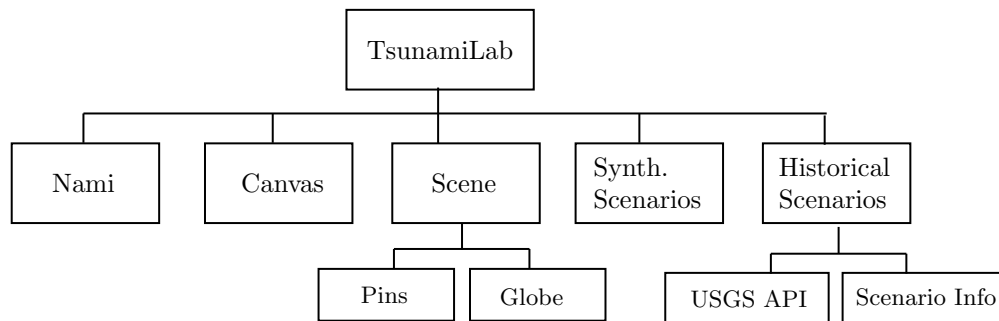 TsunamiLab
Nami
Canvas
Scene
Synth.
Scenarios
Historical
Scenarios
Pins
Globe
USGS API
Scenario Info